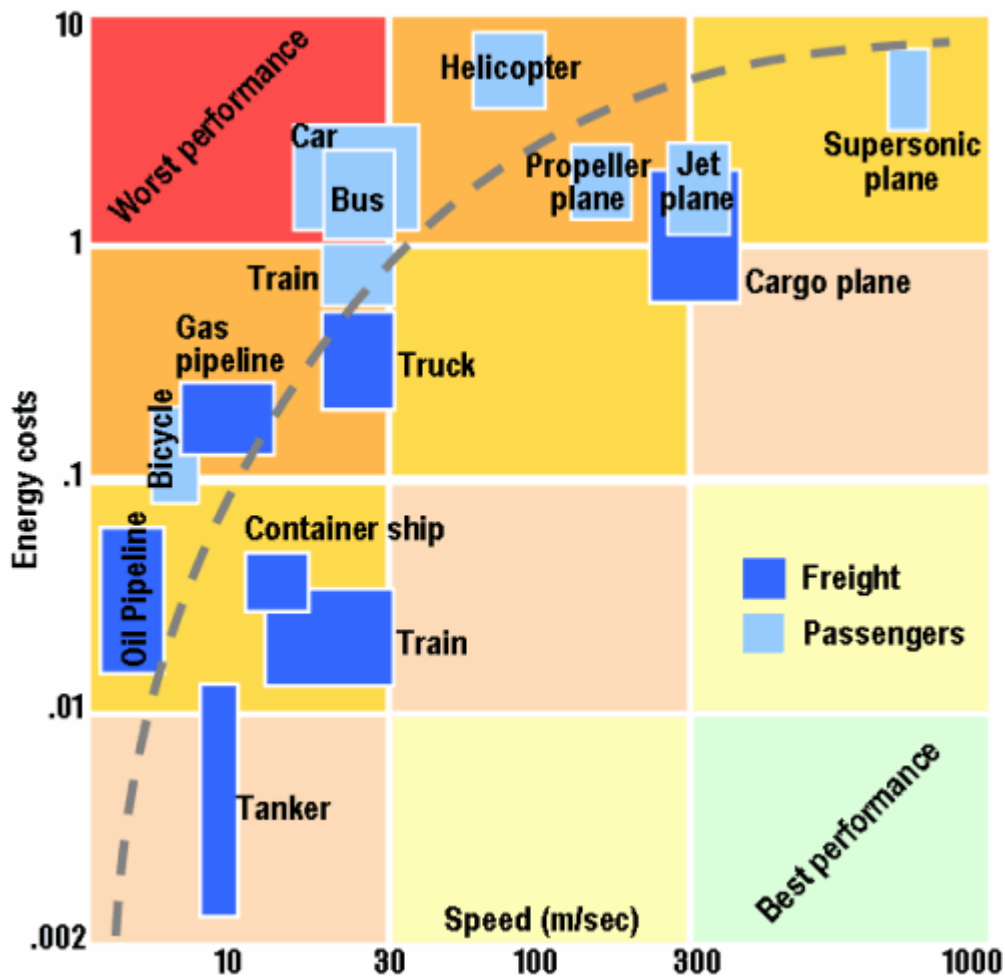 10
Worst performance
Helicopter
Car
Bus
Propeller
plane
Jet
plane
Supersonic
plane
1
Train
Cargo plane
Gas
pipeline
Truck
Energy costs
Bicycle
.1
Oil Pipeline
Container ship
Freight
Passengers
Train
.01
Tanker
Best performance
Speed (m/sec)
.002
10
30
100
300
1000